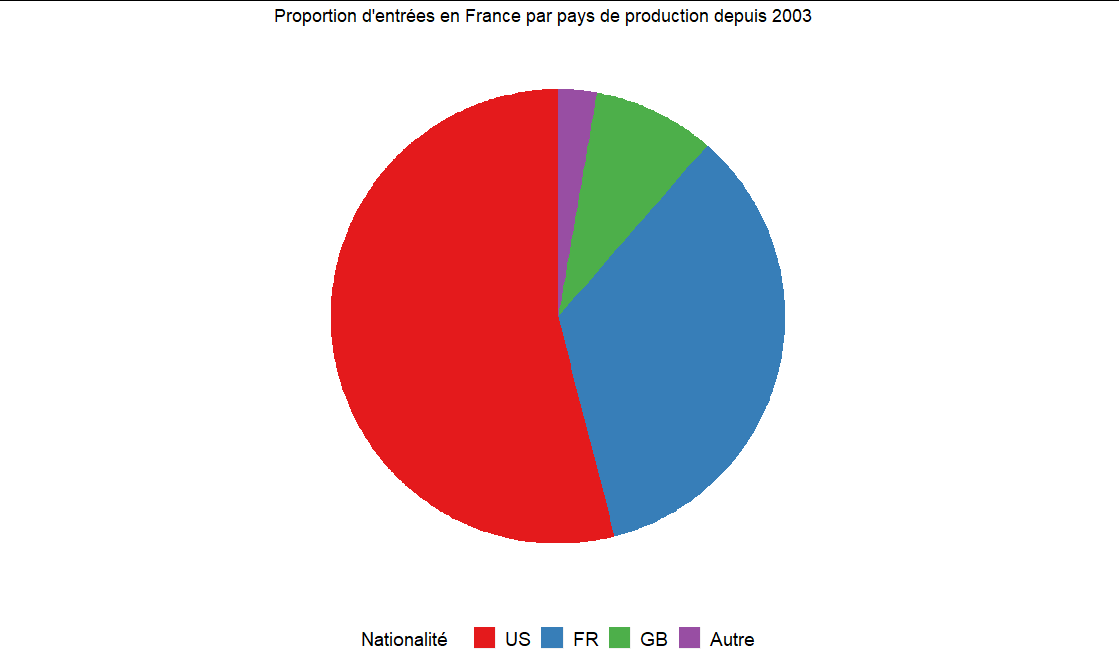 Proportion d'entrées en France par pays de production depuis 2003
Nationalité US FR GB Autre